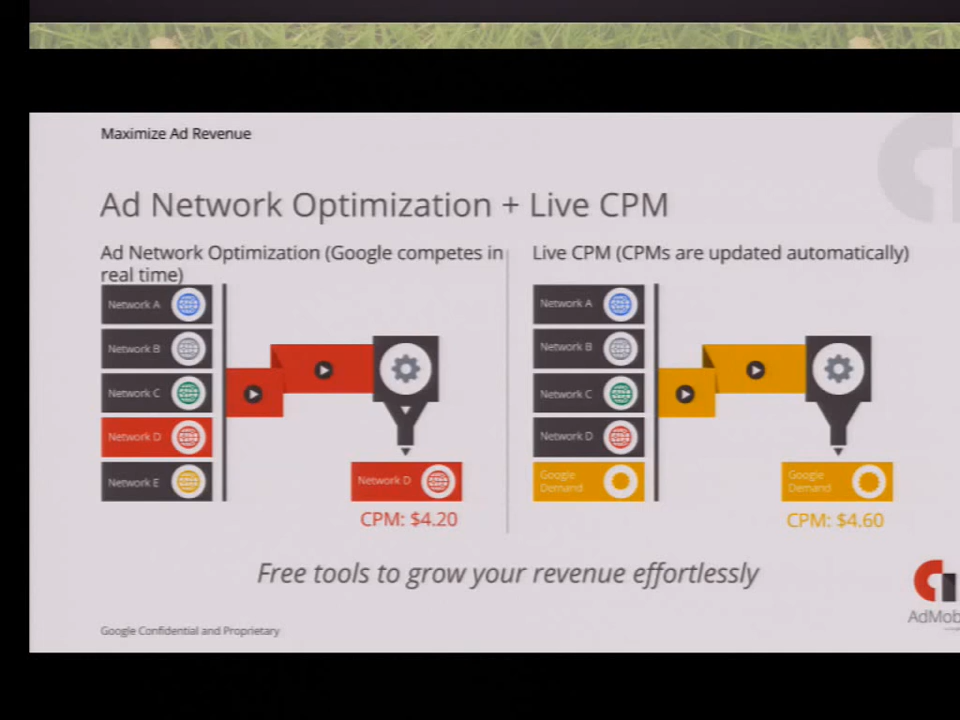 Maximize Ad Revenue
Ad Network Optimization + Live CPM
Ad Network Optimization (Google competes in
real time)
Network A
Network B
Network C
Network D
Network E
Network D
CPM: $4.20
Live CPM (CPMs are updated automatically)
Network A
Network B
Network C
Network D
Google
Demand
Google
Demand
CPM: $4.60
Free tools to grow your revenue effortlessly
AdMob
Google Confidential and Proprietary